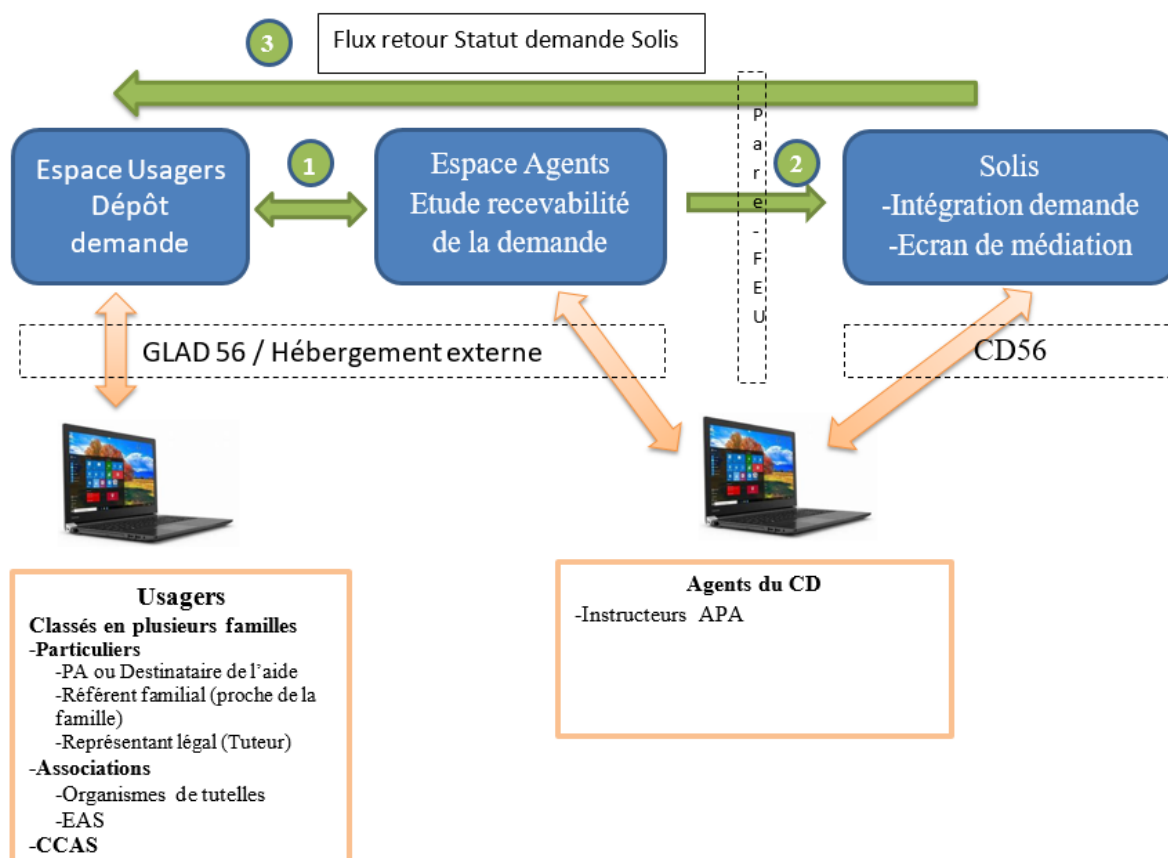 3
Flux retour Statut demande Solis
Espace Usagers
Dépôt
demande
1
Espace Agents
Etude recevabilité
de la demande
Pare-FEU
2
Solis
-Intégration demande
-Ecran de médiation
GLAD 56 / Hébergement externe
CD56
Usagers
Classés en plusieurs familles
-Particuliers
-PA ou Destinataire de l’aide
-Référent familial (proche de la
famille)
-Représentant légal (Tuteur)
-Associations
-Organismes de tutelles
-EAS
-CCAS
Agents du CD
-Instructeurs APA